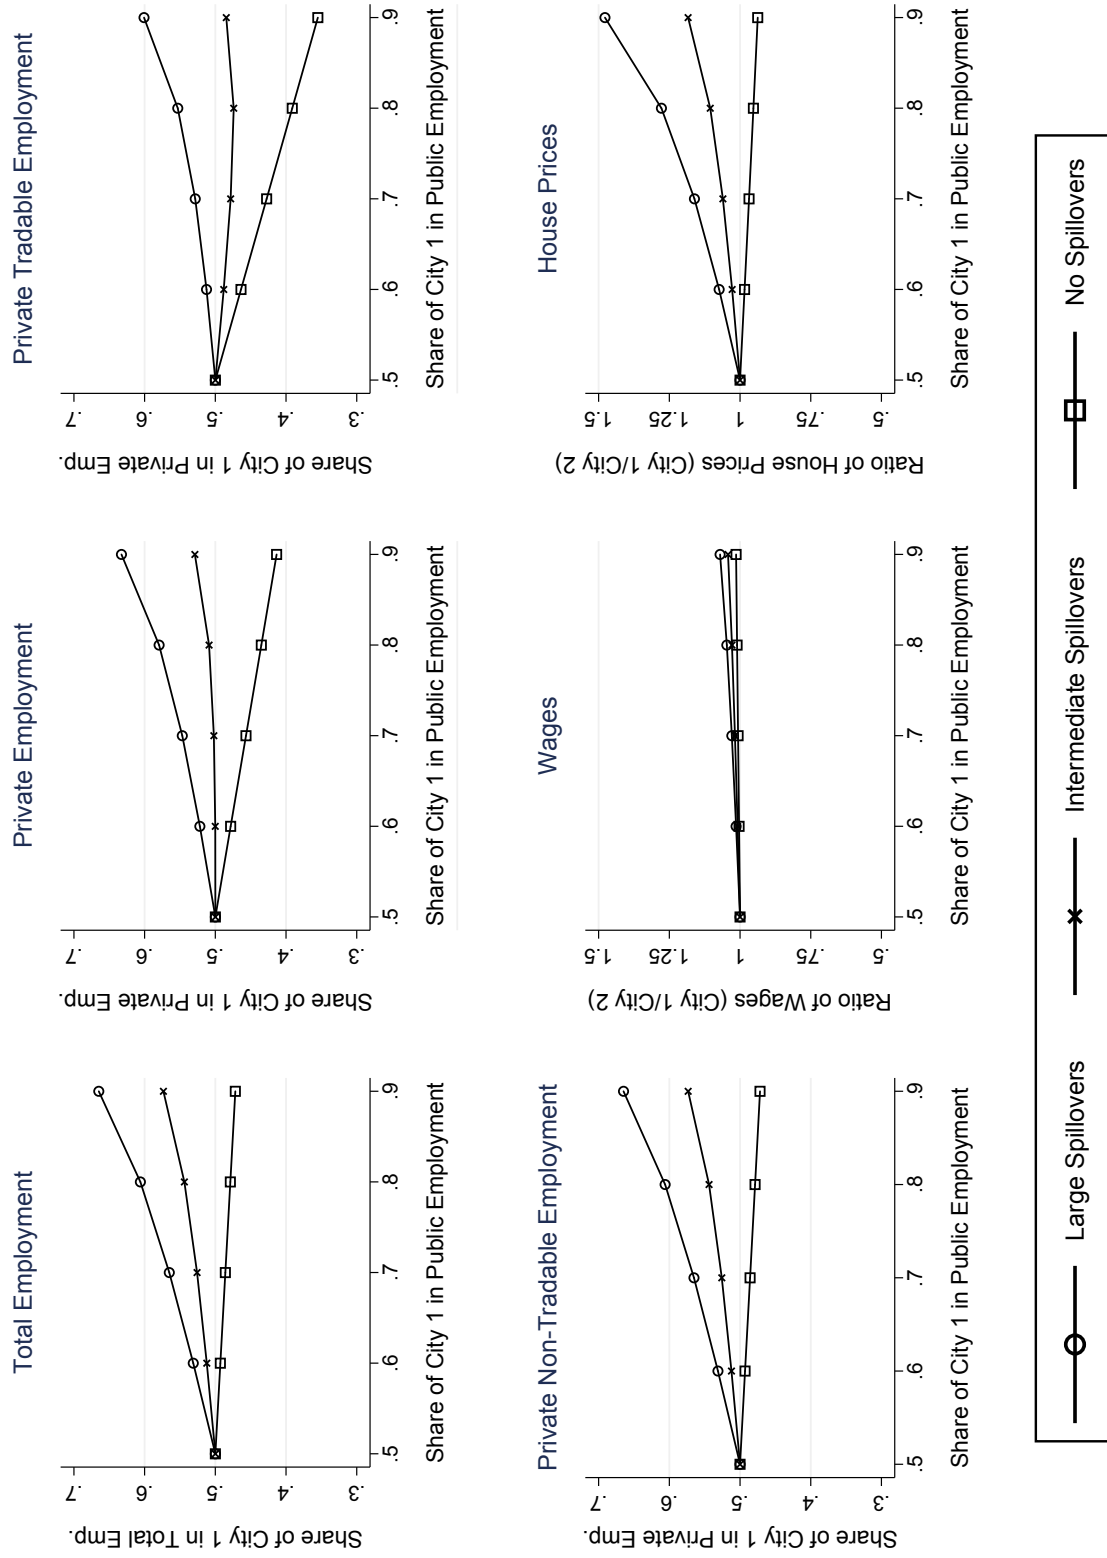 Total Employment
Share of City 1 in Total Emp.
.7
.6
.5
.4
.3
.5 .6 .7 .8 .9
Share of City 1 in Public Employment
Private Employment
Share of City 1 in Private Emp.
.7
.6
.5
.4
.3
.5 .6 .7 .8 .9
Share of City 1 in Public Employment
Private Tradable Employment
Share of City 1 in Private Emp.
.7
.6
.5
.4
.3
.5 .6 .7 .8 .9
Share of City 1 in Public Employment
Private Non-Tradable Employment
Share of City 1 in Private Emp.
.7
.6
.5
.4
.3
.5 .6 .7 .8 .9
Share of City 1 in Public Employment
Wages
Ratio of Wages (City 1/City 2)
1.5
1.25
1
.75
.5
.5 .6 .7 .8 .9
Share of City 1 in Public Employment
House Prices
Ratio of House Prices (City 1/City 2)
1.5
1.25
1
.75
.5
.5 .6 .7 .8 .9
Share of City 1 in Public Employment
Large Spillovers Intermediate Spillovers No Spillovers